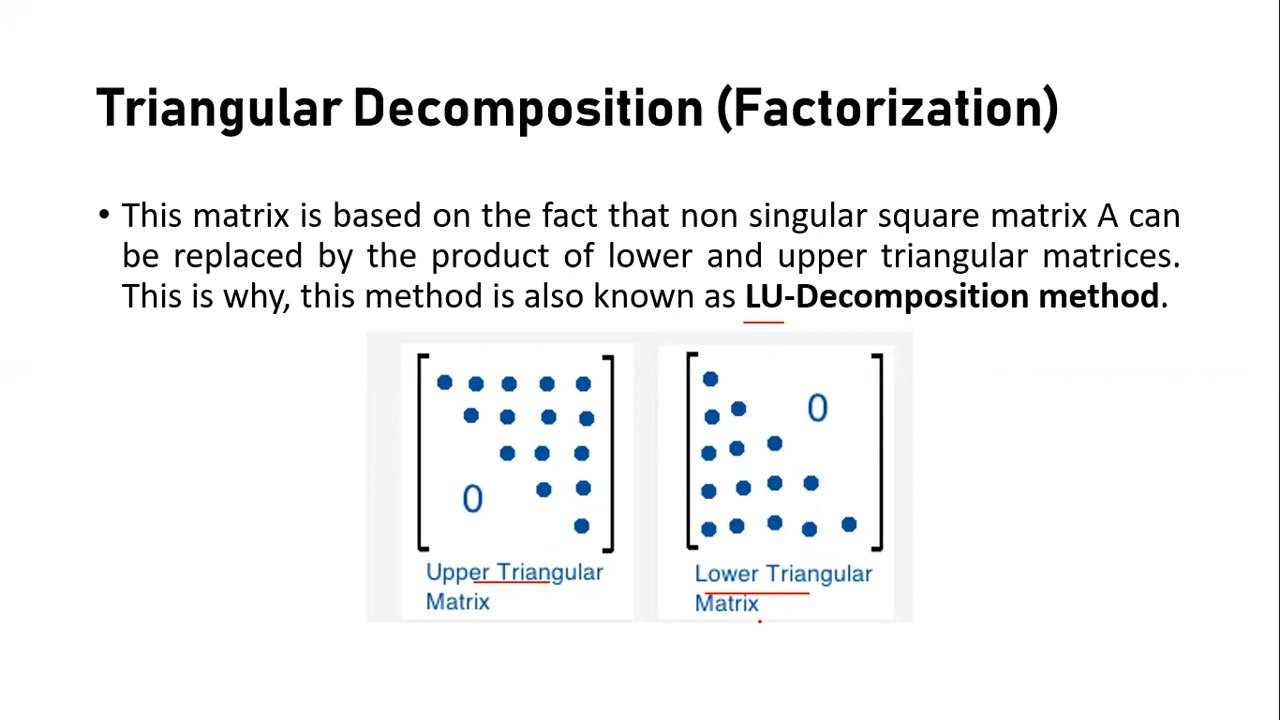 Triangular Decomposition (Factorization)
• This matrix is based on the fact that non singular square matrix A can
be replaced by the product of lower and upper triangular matrices.
This is why, this method is also known as LU-Decomposition method.
0
Upper Triangular
Matrix
0
Lower Triangular
Matrix